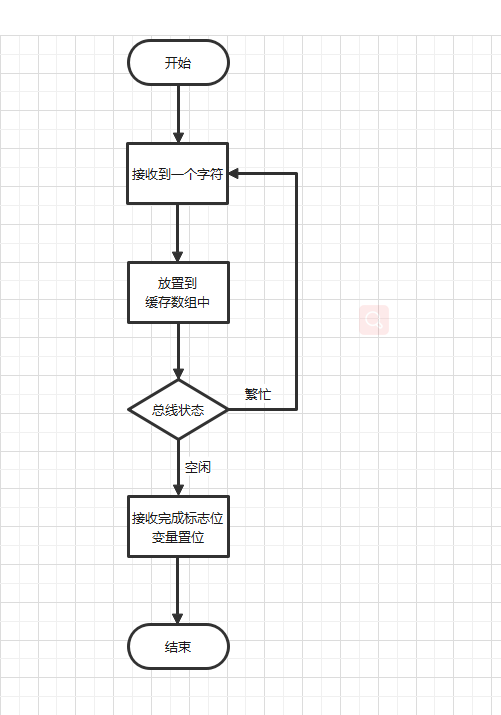 开始
接收到一个字符
放置到
缓存数组中
总线状态
繁忙
空闲
接收完成标志位
变量置位
结束